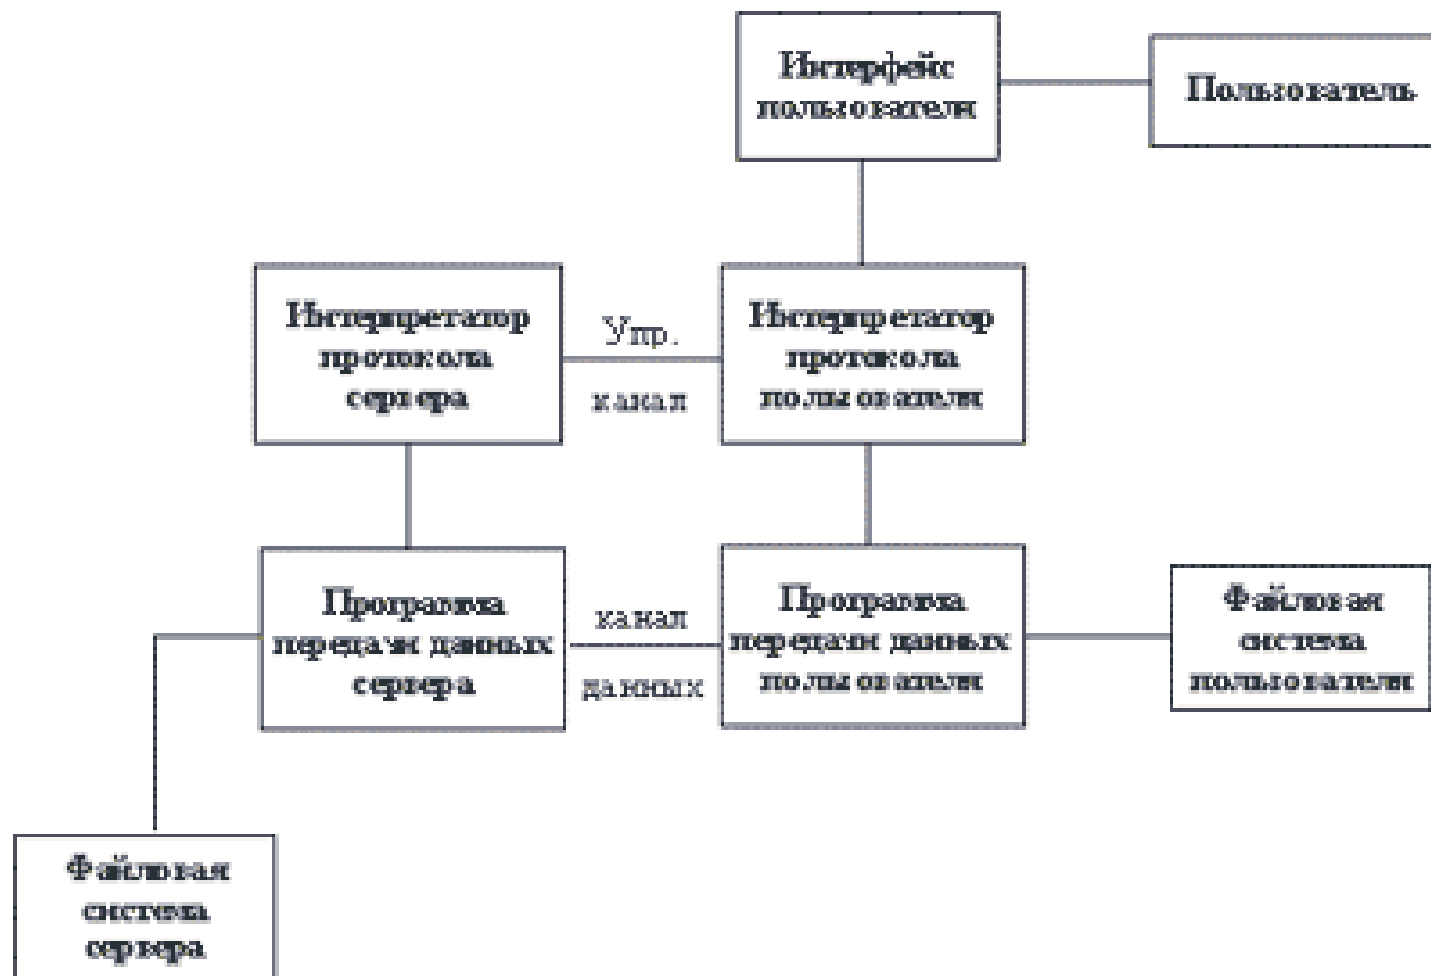 Интерфейс
пользователя
Пользователь
Интерпретатор
протокола
сервера
Упр.
канал
Интерпретатор
протокола
пользователя
Программа
передачи данных
сервера
канал
данных
Программа
передачи данных
пользователя
Файловая
система
пользователя
Файловая
система
сервера